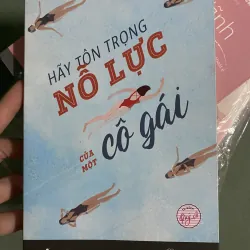 HÃY TÔN TRỌNG
NỖ LỰC
CỦA
MỘT
CÔ GÁI